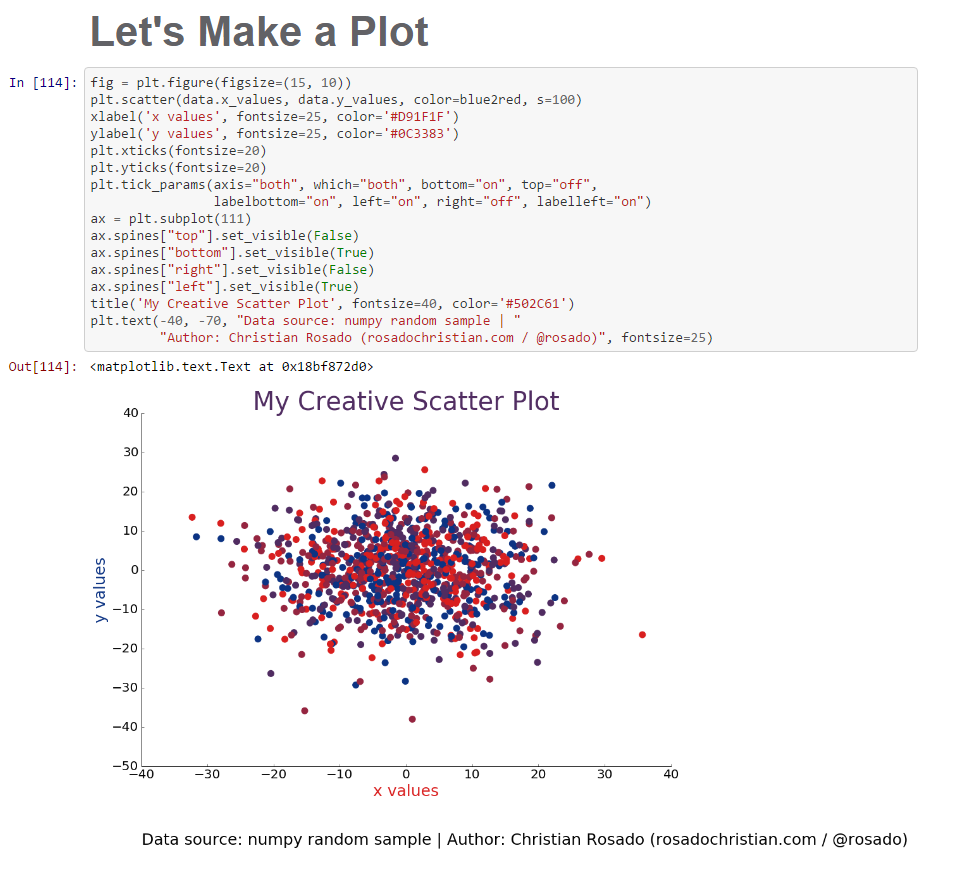 Let's Make a Plot
In [114]: fig = plt.figure(figsize=(15, 10))
plt.scatter(data.x_values, data.y_values, color=blue2red, s=100)
xlabel('x values', fontsize=25, color='#D91F1F')
ylabel('y values', fontsize=25, color='#0C3383')
plt.xticks(fontsize=20)
plt.yticks(fontsize=20)
plt.tick_params(axis="both", which="both", bottom="on", top="off",
                labelbottom="on", left="on", right="off", labelleft="on")
ax = plt.subplot(111)
ax.spines["top"].set_visible(False)
ax.spines["bottom"].set_visible(True)
ax.spines["right"].set_visible(False)
ax.spines["left"].set_visible(True)
title('My Creative Scatter Plot', fontsize=40, color='#502C61')
plt.text(-40, -70, "Data source: numpy random sample | "
         "Author: Christian Rosado (rosadochristian.com / @rosado)", fontsize=25)
Out[114]: <matplotlib.text.Text at 0x18bf872d0>
My Creative Scatter Plot
40
30
20
10
0
−10
−20
−30
−40
−50
y values
−40 −30 −20 −10 0 10 20 30 40
x values
Data source: numpy random sample | Author: Christian Rosado (rosadochristian.com / @rosado)